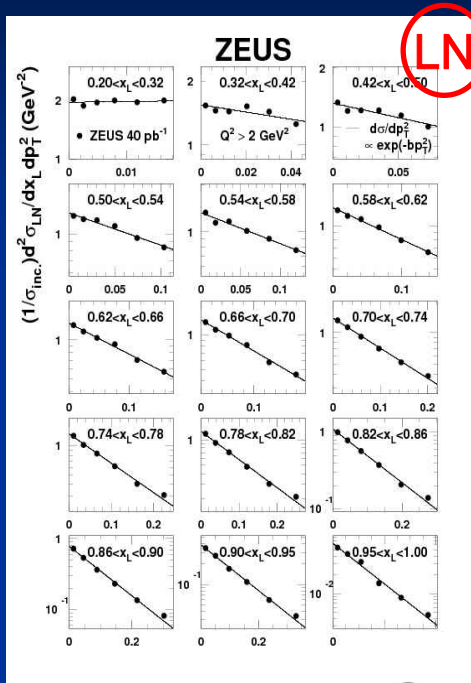 ZEUS
LN
(1/σinc.)d²σLN/dxL dp²T (GeV⁻²)
0.20<xL<0.32
0.32<xL<0.42
0.42<xL<0.50
2
2
2
ZEUS 40 pb⁻¹
Q² > 2 GeV²
dσ/dp²T
∝ exp(-bp²T)
1
1
1
0 0.01
0 0.02 0.04
0 0.05
0.50<xL<0.54
0.54<xL<0.58
0.58<xL<0.62
1
1
1
0 0.05 0.1
0 0.05 0.1
0 0.1
0.62<xL<0.66
0.66<xL<0.70
0.70<xL<0.74
1
1
1
0 0.1
0 0.1
0 0.1 0.2
0.74<xL<0.78
0.78<xL<0.82
0.82<xL<0.86
1
1
1
10⁻¹
0 0.1 0.2
0 0.1 0.2
0 0.2
1
0.86<xL<0.90
0.90<xL<0.95
0.95<xL<1.00
10⁻¹
10⁻¹
10⁻²
0 0.2
0 0.2
0 0.2